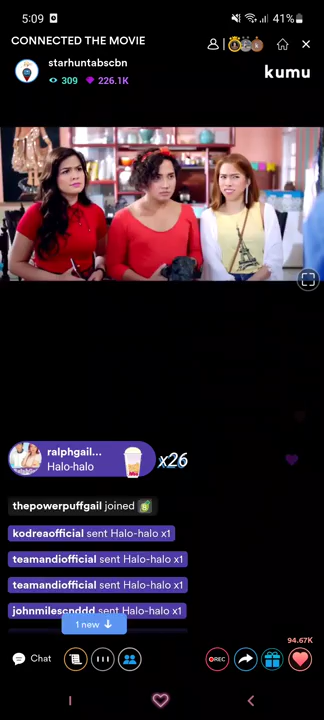 5:09
41%
CONNECTED THE MOVIE
starhuntabscbn
309 226.1K
kumu
ralphgail...
Halo-halo
x26
thepowerpuffgail joined
kodreaofficial sent Halo-halo x1
teamandiofficial sent Halo-halo x1
teamandiofficial sent Halo-halo x1
johnmilescnddd sent Halo-halo x1
1 new
94.67K
Chat
REC